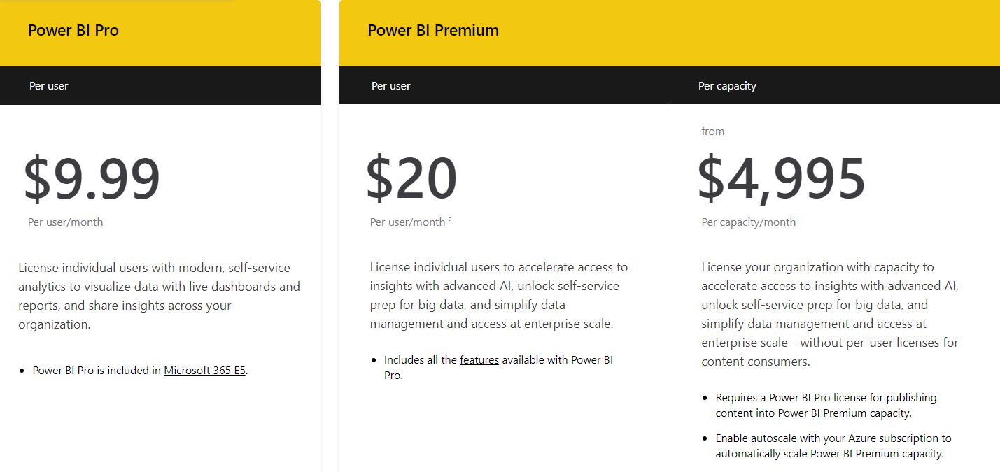 Power BI Pro
Per user
$9.99
Per user/month
License individual users with modern, self-service
analytics to visualize data with live dashboards and
reports, and share insights across your
organization.
• Power BI Pro is included in Microsoft 365 E5.
Power BI Premium
Per user
$20
Per user/month ²
License individual users to accelerate access to
insights with advanced AI, unlock self-service
prep for big data, and simplify data
management and access at enterprise scale.
• Includes all the features available with Power BI
Pro.
Per capacity
from
$4,995
Per capacity/month
License your organization with capacity to
accelerate access to insights with advanced AI,
unlock self-service prep for big data, and
simplify data management and access at
enterprise scale—without per-user licenses for
content consumers.
• Requires a Power BI Pro license for publishing
content into Power BI Premium capacity.
• Enable autoscale with your Azure subscription to
automatically scale Power BI Premium capacity.